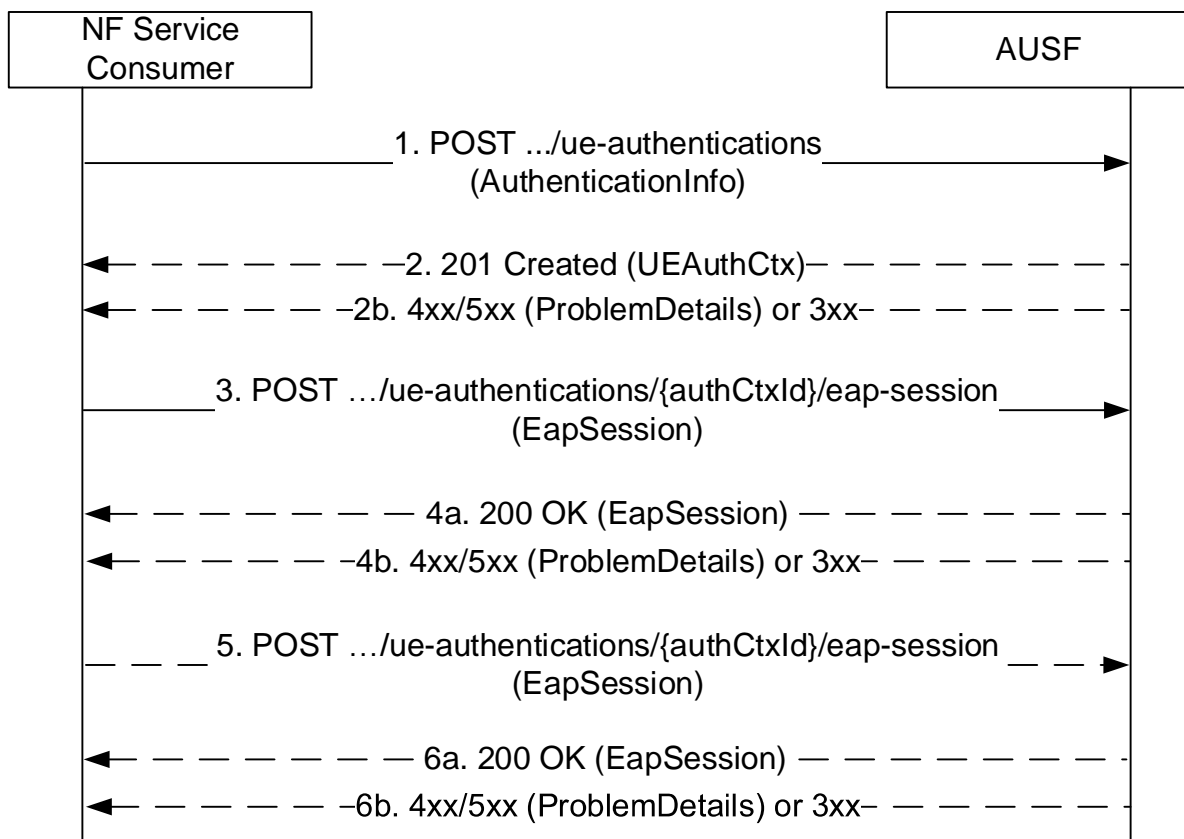 NF Service
Consumer
AUSF
1. POST .../ue-authentications
(AuthenticationInfo)
2. 201 Created (UEAuthCtx)
2b. 4xx/5xx (ProblemDetails) or 3xx
3. POST …/ue-authentications/{authCtxId}/eap-session
(EapSession)
4a. 200 OK (EapSession)
4b. 4xx/5xx (ProblemDetails) or 3xx
5. POST …/ue-authentications/{authCtxId}/eap-session
(EapSession)
6a. 200 OK (EapSession)
6b. 4xx/5xx (ProblemDetails) or 3xx